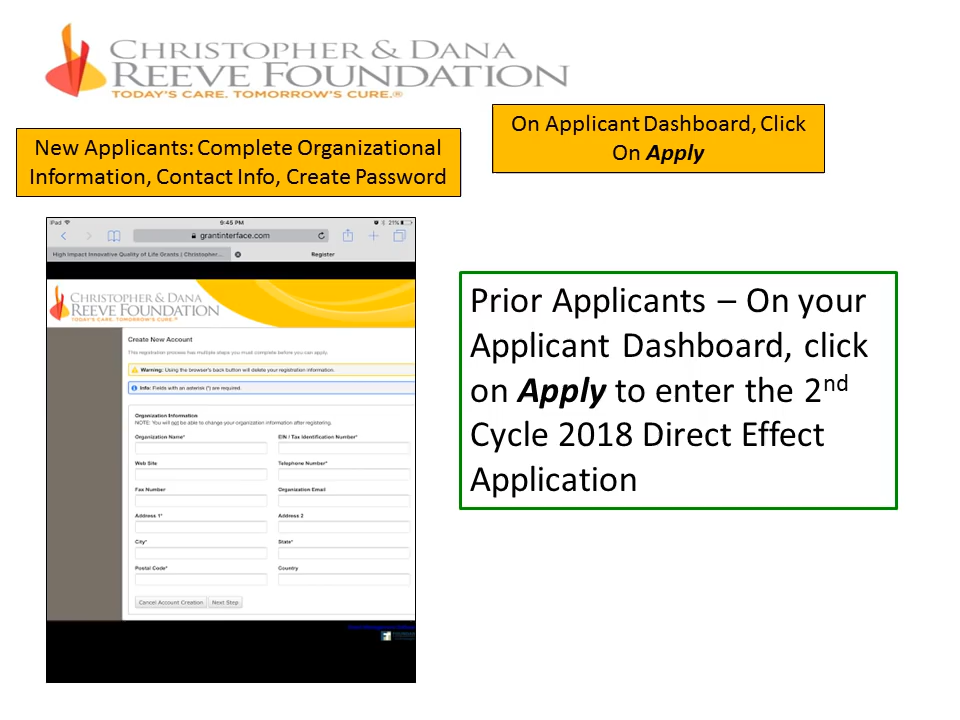 CHRISTOPHER & DANA
REEVE FOUNDATION
TODAY'S CARE. TOMORROW'S CURE.®
On Applicant Dashboard, Click
On Apply
New Applicants: Complete Organizational
Information, Contact Info, Create Password
iPad
9:45 PM
21%
grantinterface.com
High Impact Innovative Quality of Life Grants | Christopher...
Register
CHRISTOPHER & DANA
REEVE FOUNDATION
TODAY'S CARE. TOMORROW'S CURE.®
Create New Account
This registration process has multiple steps you must complete before you can apply.
Warning: Using the browser's back button will delete your registration information.
Info: Fields with an asterisk (*) are required.
Organization Information
NOTE: You will not be able to change your organization information after registering.
Organization Name*
EIN / Tax Identification Number*
Web Site
Telephone Number*
Fax Number
Organization Email
Address 1*
Address 2
City*
State*
Postal Code*
Country
Cancel Account Creation
Next Step
Prior Applicants – On your
Applicant Dashboard, click
on Apply to enter the 2nd
Cycle 2018 Direct Effect
Application